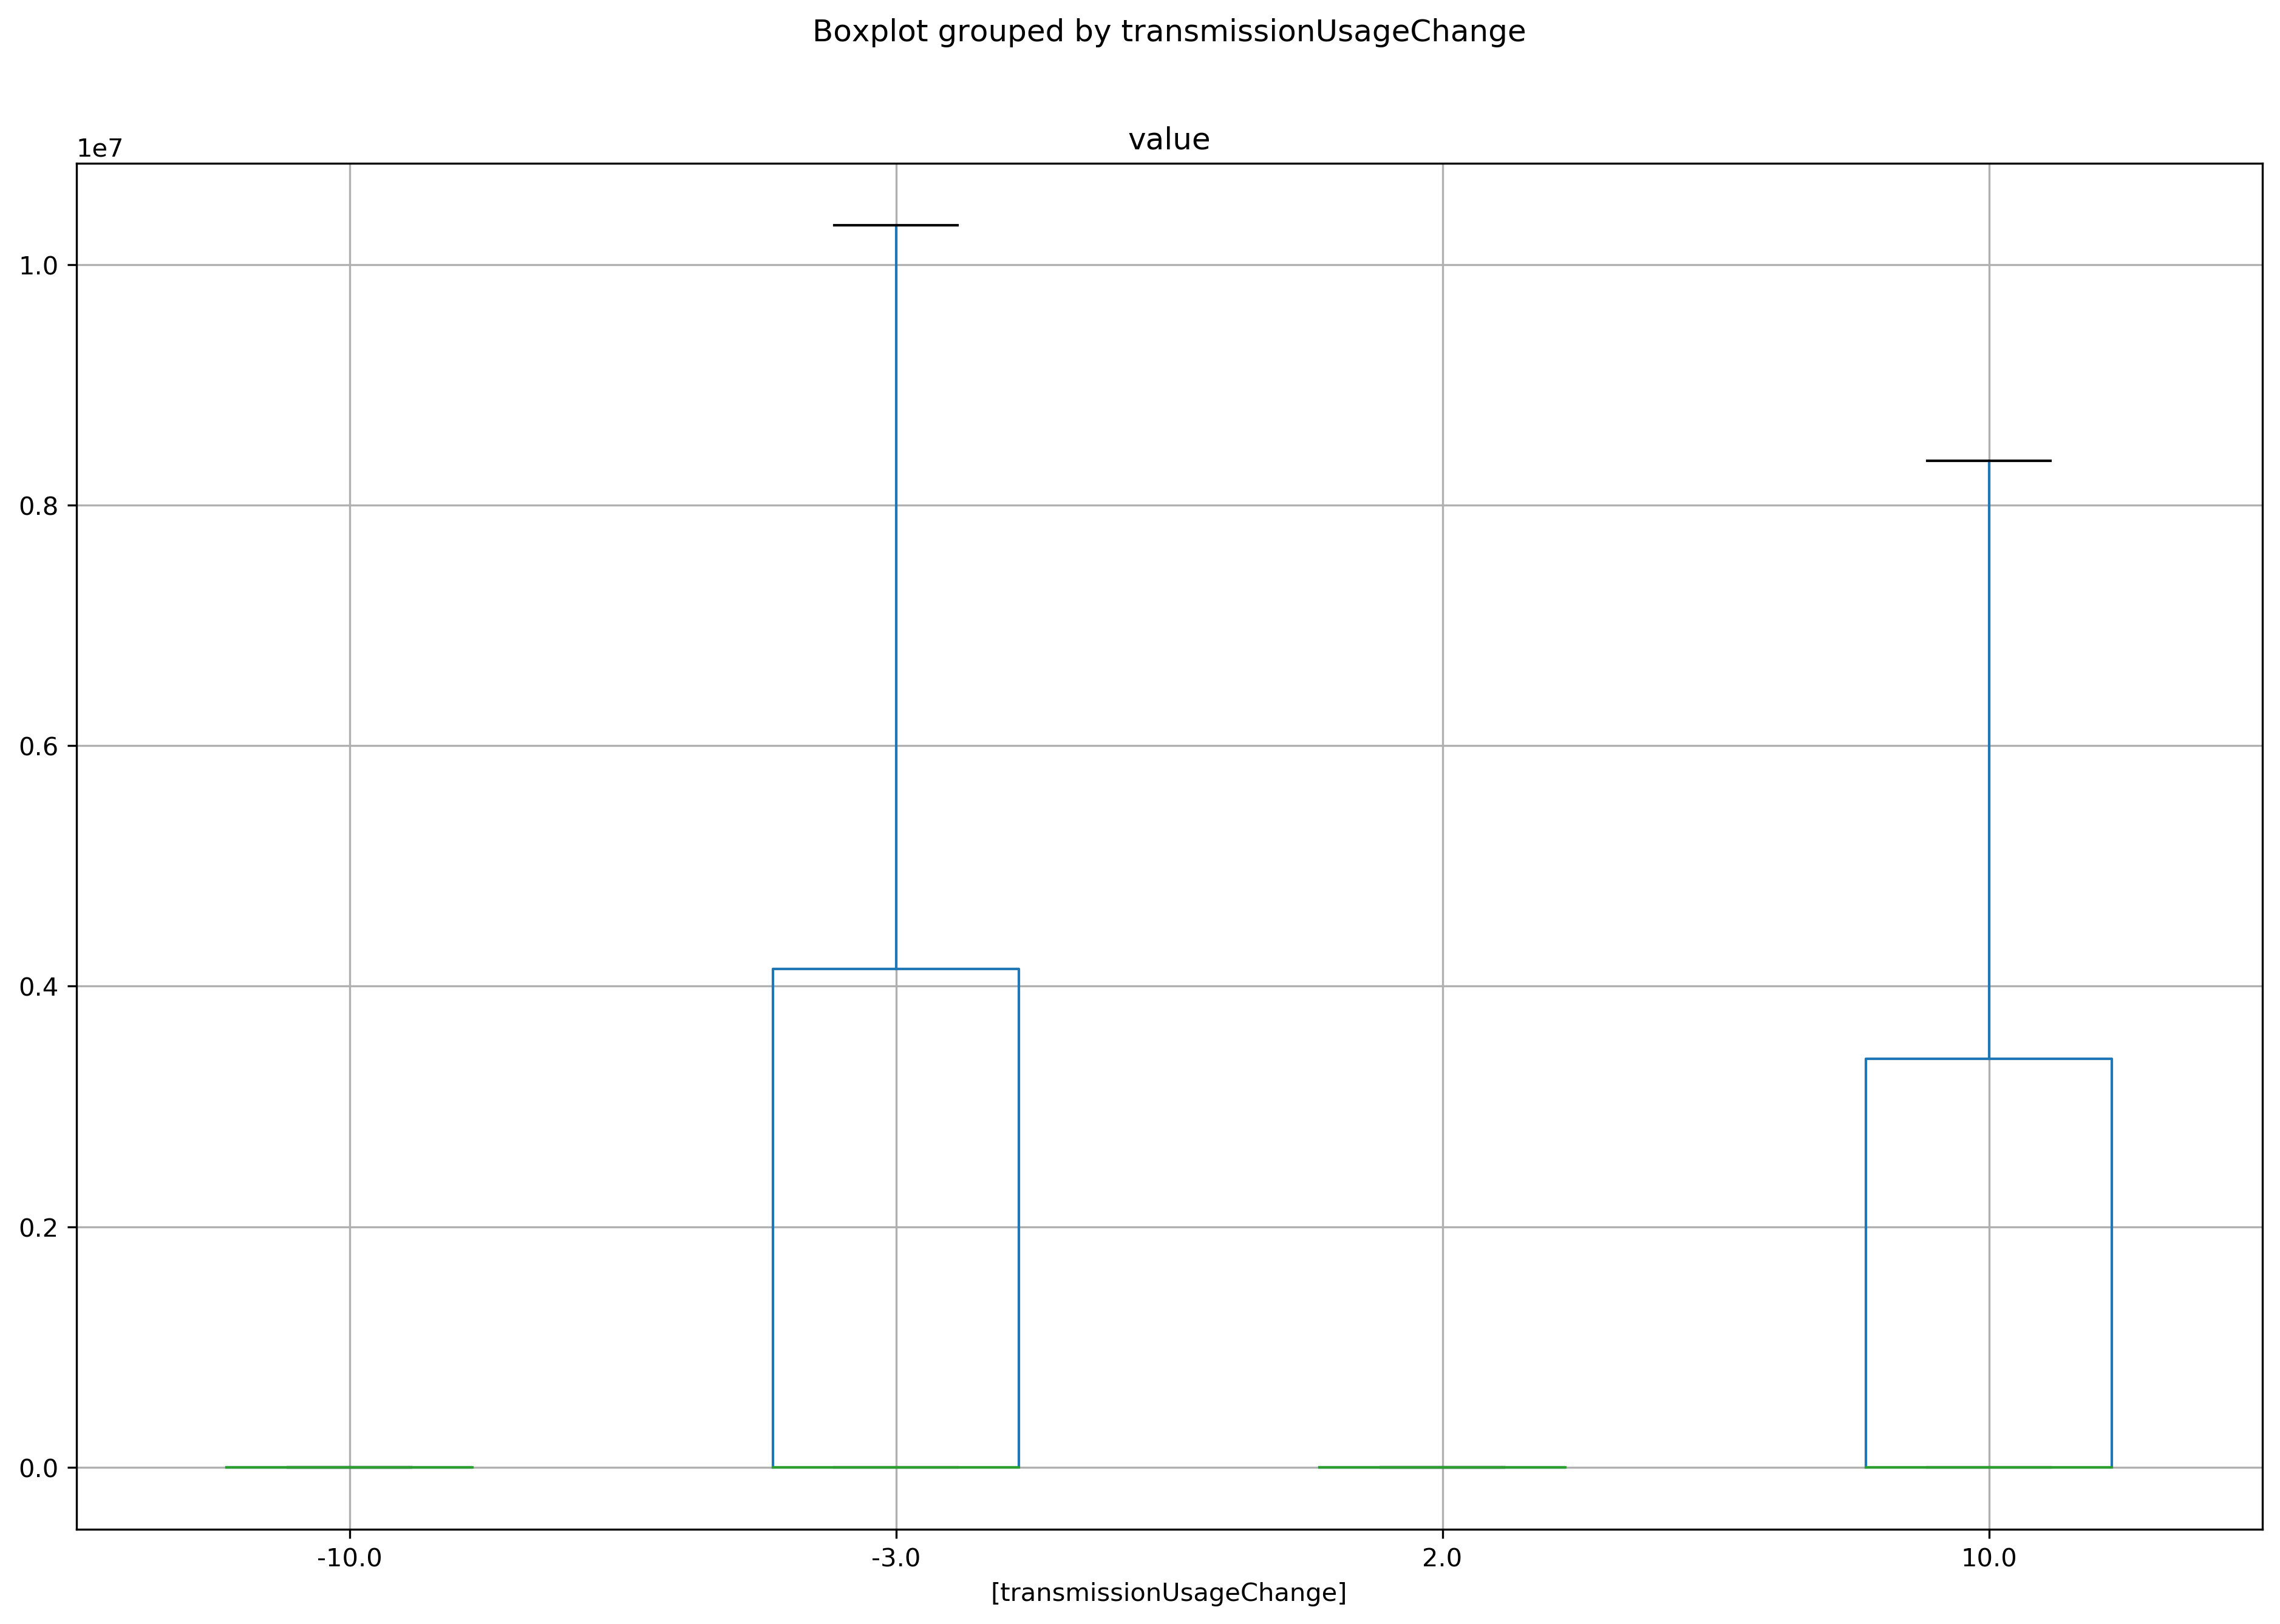 Boxplot grouped by transmissionUsageChange
value
1e7
1.0
0.8
0.6
0.4
0.2
0.0
-10.0 -3.0 2.0 10.0
[transmissionUsageChange]